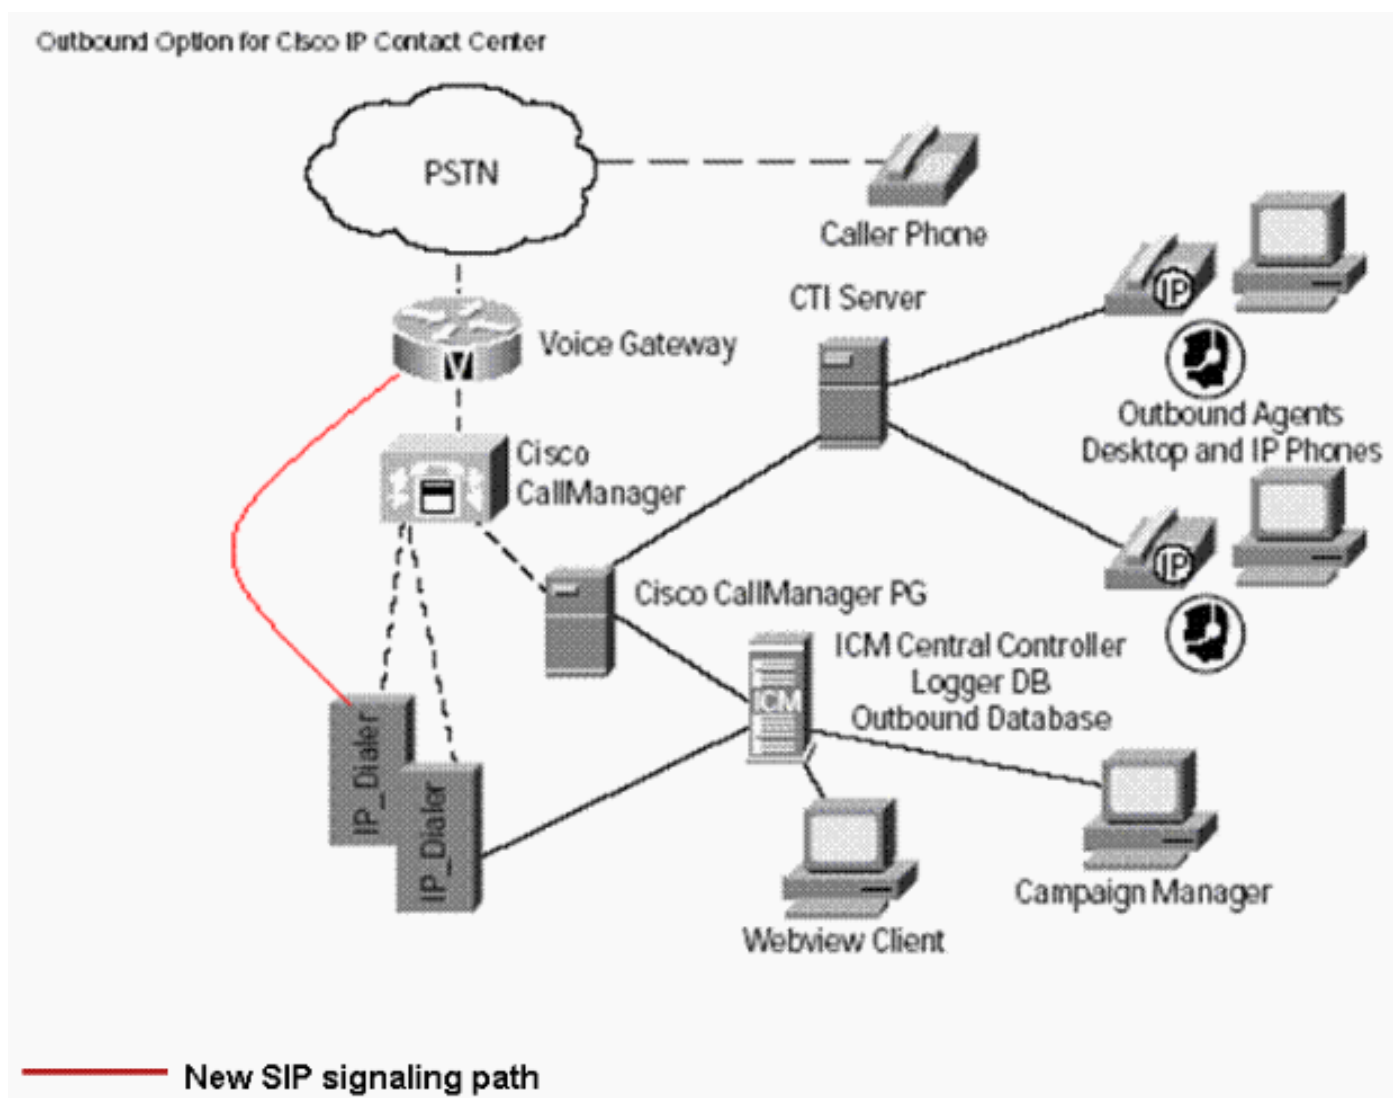 Outbound Option for Cisco IP Contact Center
PSTN
Caller Phone
CTI Server
IP
Voice Gateway
V
Outbound Agents
Desktop and IP Phones
Cisco
CallManager
IP
Cisco CallManager PG
ICM Central Controller
Logger DB
Outbound Database
ICM
IP_Dialer
IP_Dialer
Campaign Manager
Webview Client
New SIP signaling path